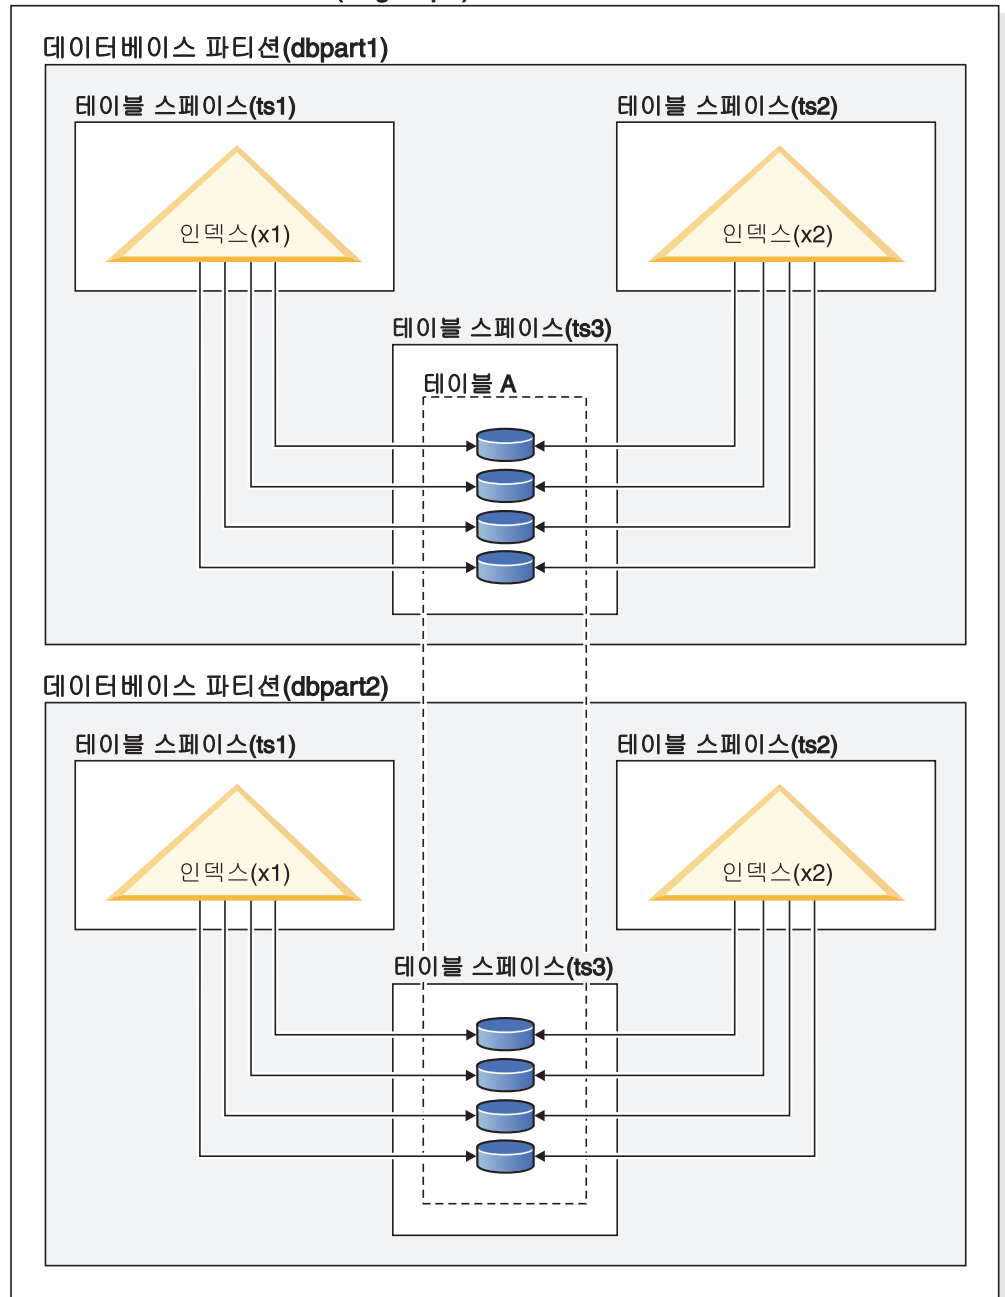 데이터베이스 파티션(dbpart1)
테이블 스페이스(ts1)
테이블 스페이스(ts2)
인덱스(x1)
인덱스(x2)
테이블 스페이스(ts3)
테이블 A
데이터베이스 파티션(dbpart2)
테이블 스페이스(ts1)
테이블 스페이스(ts2)
인덱스(x1)
인덱스(x2)
테이블 스페이스(ts3)